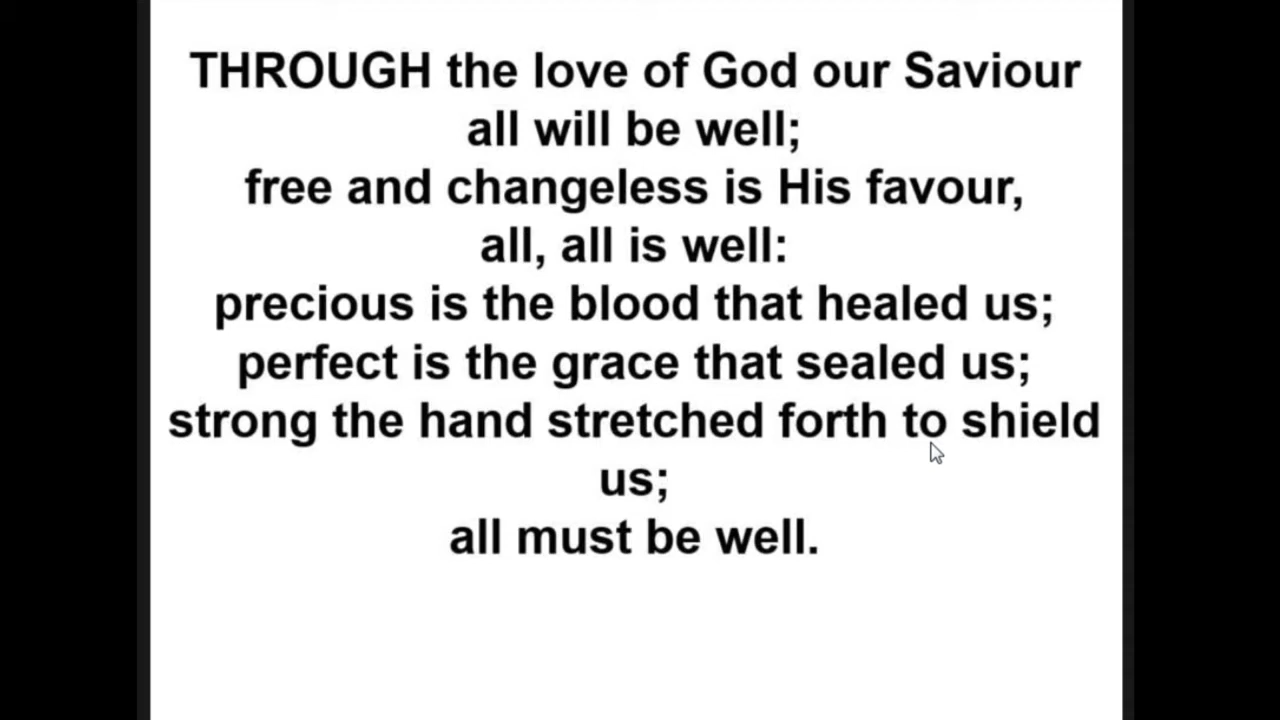 THROUGH the love of God our Saviour
all will be well;
free and changeless is His favour,
all, all is well:
precious is the blood that healed us;
perfect is the grace that sealed us;
strong the hand stretched forth to shield
us;
all must be well.